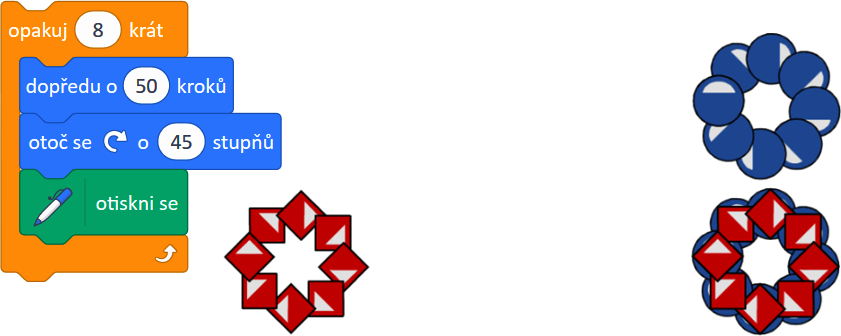 opakuj 8 krát
dopředu o 50 kroků
otoč se o 45 stupňů
otiskni se